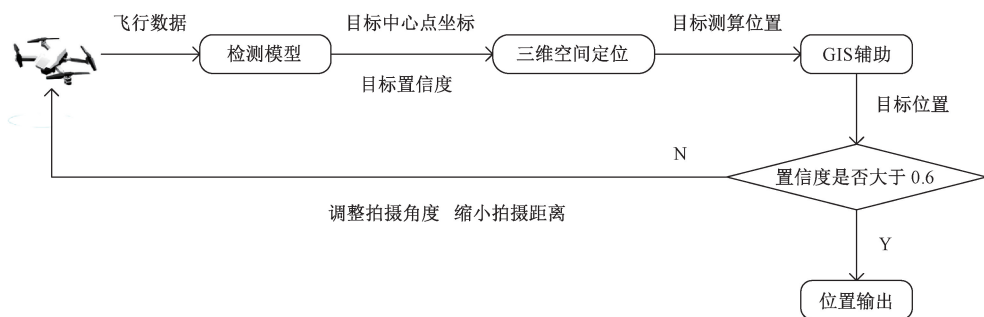 飞行数据
目标中心点坐标
目标测算位置
检测模型
三维空间定位
GIS辅助
目标置信度
目标位置
N
置信度是否大于 0.6
调整拍摄角度 缩小拍摄距离
Y
位置输出